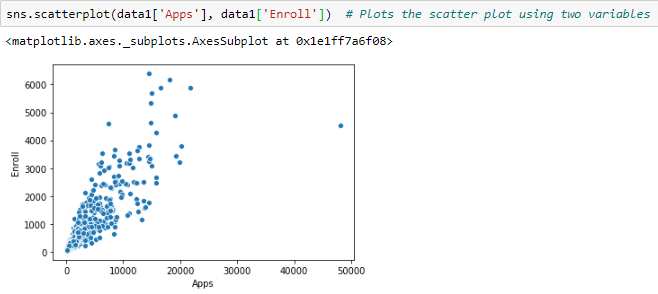 sns.scatterplot(data1['Apps'], data1['Enroll'])  # Plots the scatter plot using two variables
<matplotlib.axes._subplots.AxesSubplot at 0x1e1ff7a6f08>
6000
5000
4000
3000
2000
1000
0
Enroll
0 10000 20000 30000 40000 50000
Apps